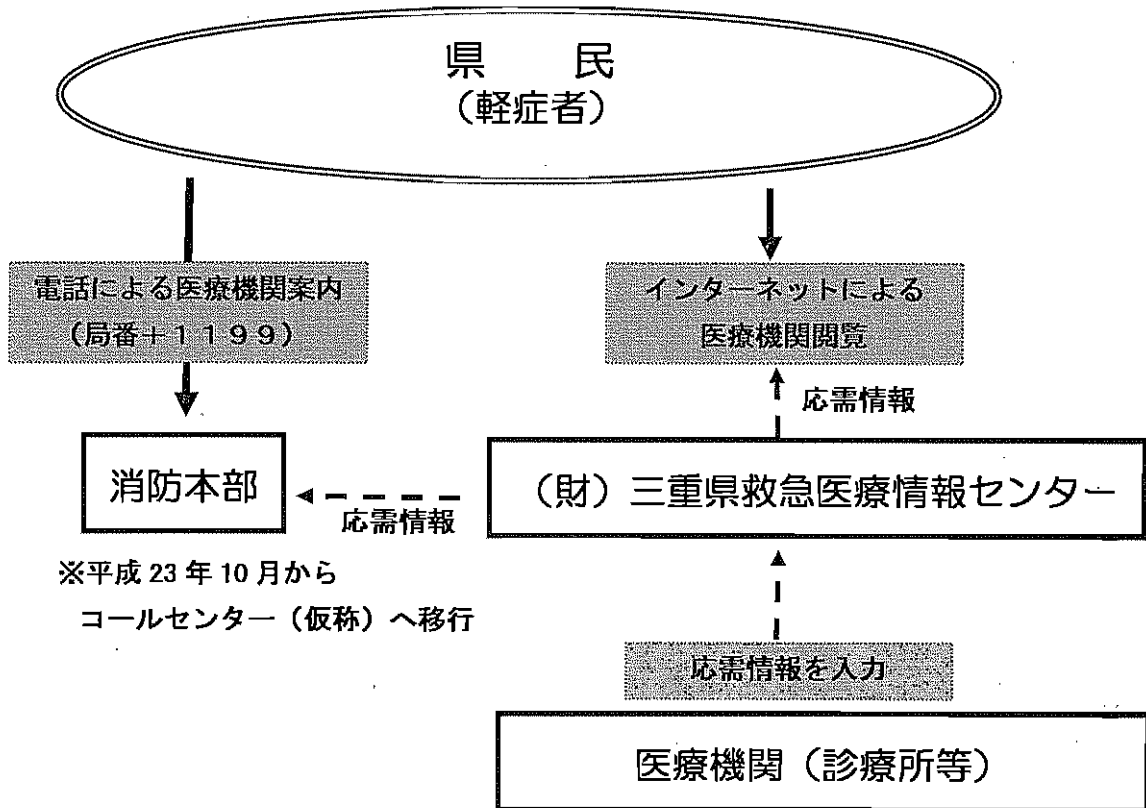 県　　民
（軽症者）
電話による医療機関案内
（局番＋１１９９）
インターネットによる
医療機関閲覧
応需情報
消防本部
（財）三重県救急医療情報センター
応需情報
※平成 23 年 10 月から
コールセンター（仮称）へ移行
応需情報を入力
医療機関（診療所等）